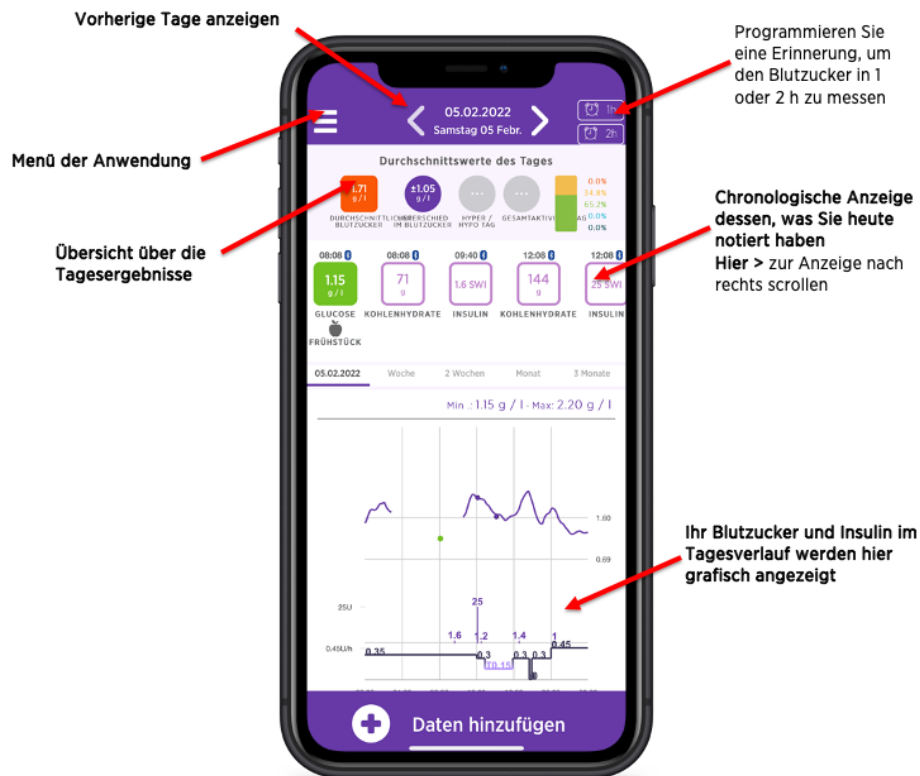 Vorherige Tage anzeigen
Programmieren Sie
eine Erinnerung, um
den Blutzucker in 1
oder 2 h zu messen
Menü der Anwendung
Übersicht über die
Tagesergebnisse
Chronologische Anzeige
dessen, was Sie heute
notiert haben
Hier > zur Anzeige nach
rechts scrollen
Ihr Blutzucker und Insulin im
Tagesverlauf werden hier
grafisch angezeigt
05.02.2022
Samstag 05 Febr.
1h
2h
Durchschnittswerte des Tages
1.71
g / l
±1.05
g / l
...
...
0.0%
34.8%
65.2%
0.0%
0.0%
BLUTZUCKER
IM BLUTZUCKER
HYPER /
HYPO TAG
08:08
08:08
09:40
12:08
12:08
1.15
g / l
71
g
1.6 SWI
144
g
25 SWI
GLUCOSE
KOHLENHYDRATE
INSULIN
KOHLENHYDRATE
INSULIN
FRÜHSTÜCK
05.02.2022
Woche
2 Wochen
Monat
3 Monate
Min .: 1.15 g / l - Max: 2.20 g / l
1.60
0.69
25U
25
1.6
1.2
1.4
1
0.45U/h
0.35
0.3
T0.15
0.3
0.3
0.45
Daten hinzufügen